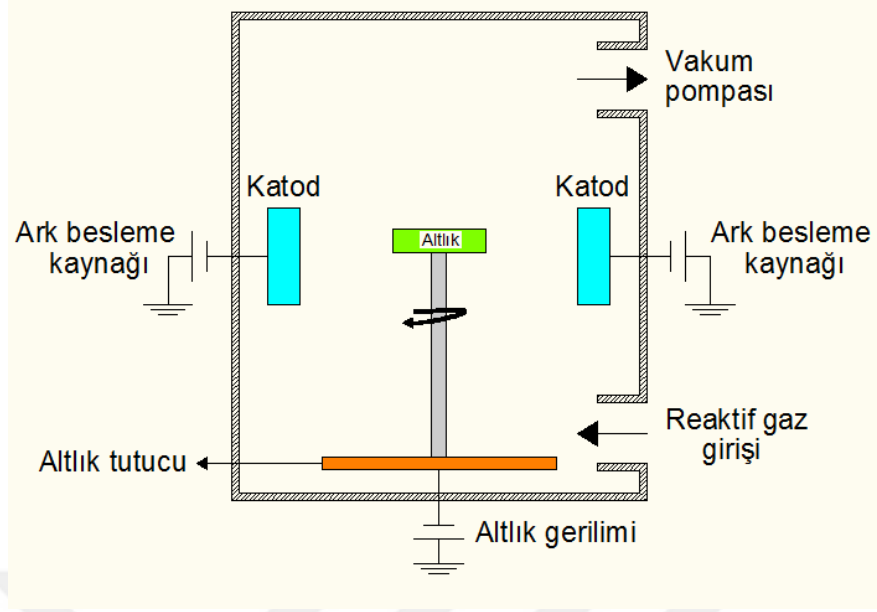 Vakum
pompası
Katod
Katod
Ark besleme
kaynağı
Altlık
Ark besleme
kaynağı
Reaktif gaz
girişi
Altlık tutucu
Altlık gerilimi